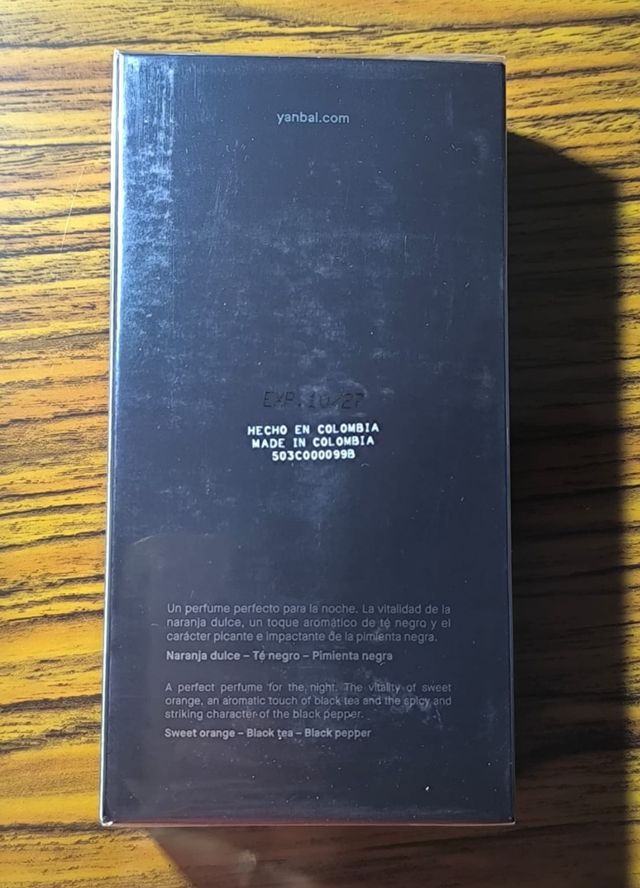 yanbal.com
EXP. 10/27
HECHO EN COLOMBIA
MADE IN COLOMBIA
503C000099B
Un perfume perfecto para la noche. La vitalidad de la
naranja dulce, un toque aromático de té negro y el
carácter picante e impactante de la pimienta negra.
Naranja dulce – Té negro – Pimienta negra
A perfect perfume for the night. The vitality of sweet
orange, an aromatic touch of black tea and the spicy and
striking character of the black pepper.
Sweet orange – Black tea – Black pepper